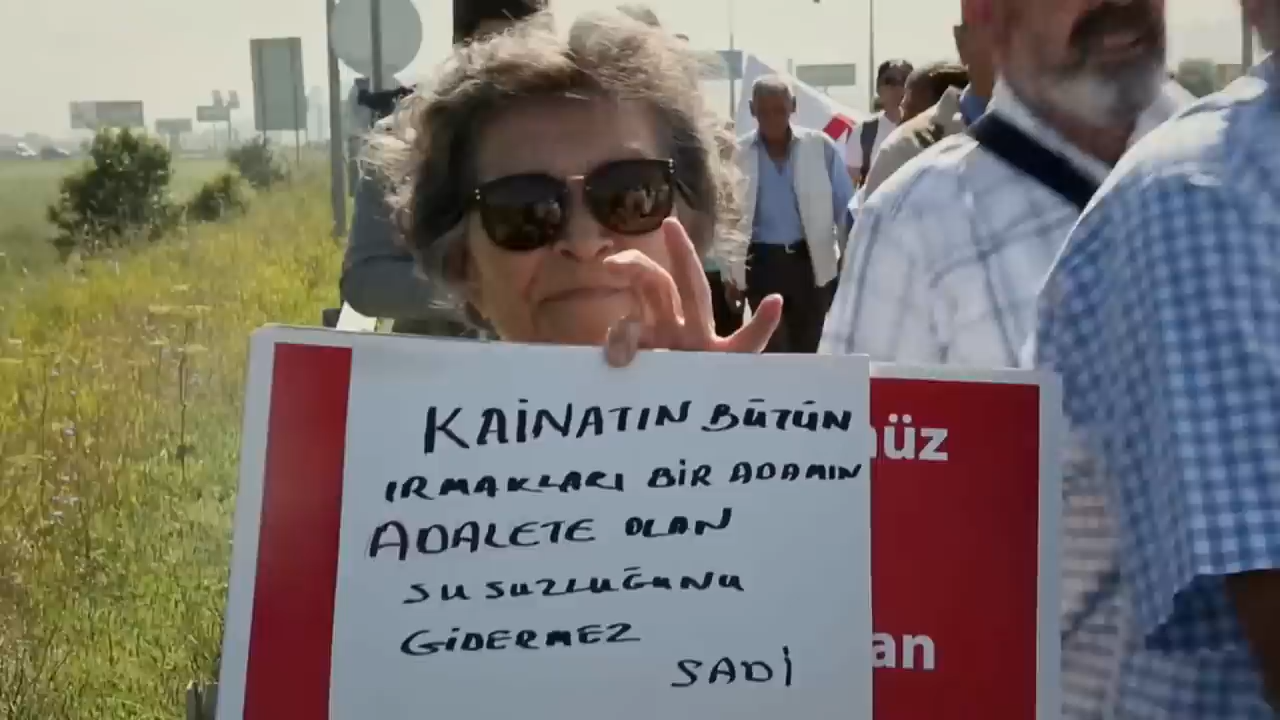 KAİNATIN BÜTÜN
IRMAKLARI BİR ADAMIN
ADALETE OLAN
SUSUZLUĞUNU
GİDERMEZ
SADİ
üz
an